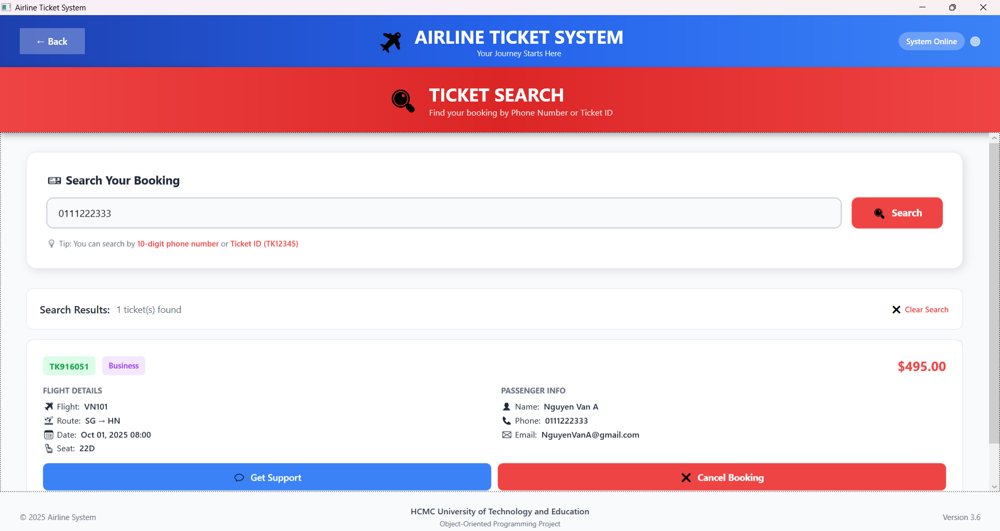 Airline Ticket System
← Back
AIRLINE TICKET SYSTEM
Your Journey Starts Here
System Online
TICKET SEARCH
Find your booking by Phone Number or Ticket ID
Search Your Booking
0111222333
Search
Tip: You can search by 10-digit phone number or Ticket ID (TK12345)
Search Results: 1 ticket(s) found
Clear Search
TK916051
Business
$495.00
FLIGHT DETAILS
Flight: VN101
Route: SG → HN
Date: Oct 01, 2025 08:00
Seat: 22D
PASSENGER INFO
Name: Nguyen Van A
Phone: 0111222333
Email: NguyenVanA@gmail.com
Get Support
Cancel Booking
© 2025 Airline System
HCMC University of Technology and Education
Object-Oriented Programming Project
Version 3.6